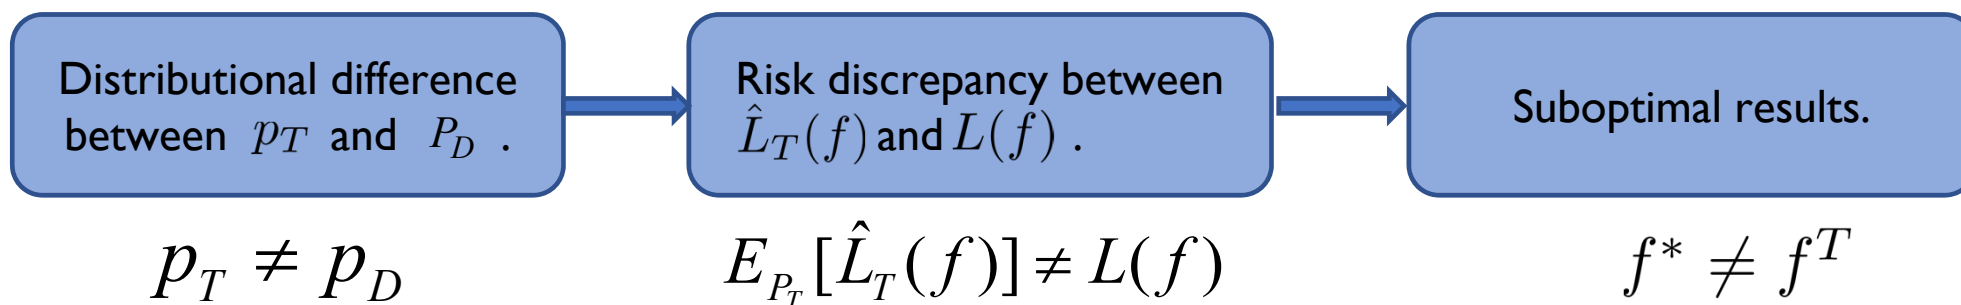 Distributional difference
between p_T and P_D .
Risk discrepancy between
L̂_T(f) and L(f) .
Suboptimal results.
p_T ≠ p_D
E_{P_T}[L̂_T(f)] ≠ L(f)
f* ≠ f^T